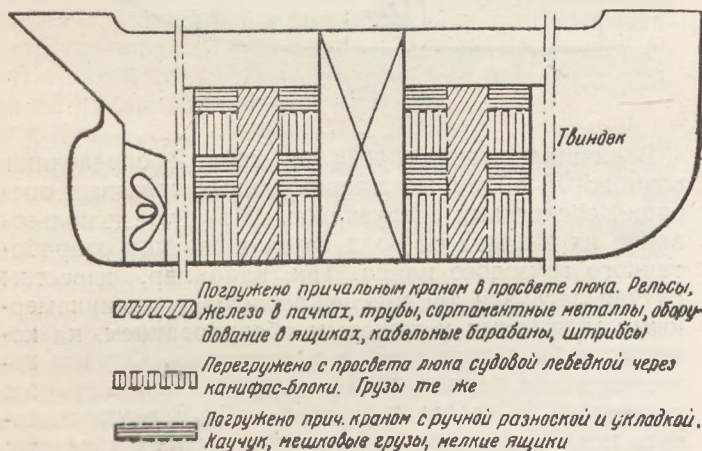 Твиндек
Погружено причальным краном в просвете люка. Рельсы,
железо в пачках, трубы, сортаментные металлы, обору-
дование в ящиках, кабельные барабаны, штрибсы
Перегружено с просвета люка судовой лебедкой через
канифас-блоки. Грузы те же
Погружено прич. краном с ручной разноской и укладкой.
Каучук, мешковые грузы, мелкие ящики